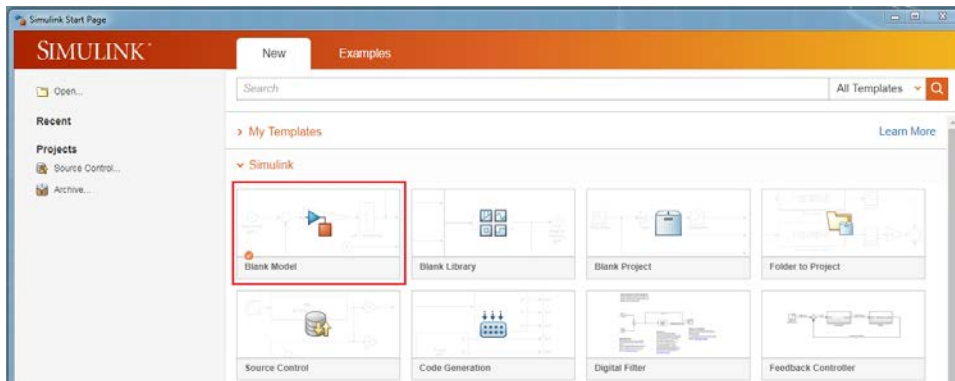 Simulink Start Page
SIMULINK®
New
Examples
Open...
Recent
Projects
Source Control...
Archive...
Search
All Templates
My Templates
Learn More
Simulink
Blank Model
Blank Library
Blank Project
Folder to Project
Source Control
Code Generation
Digital Filter
Feedback Controller